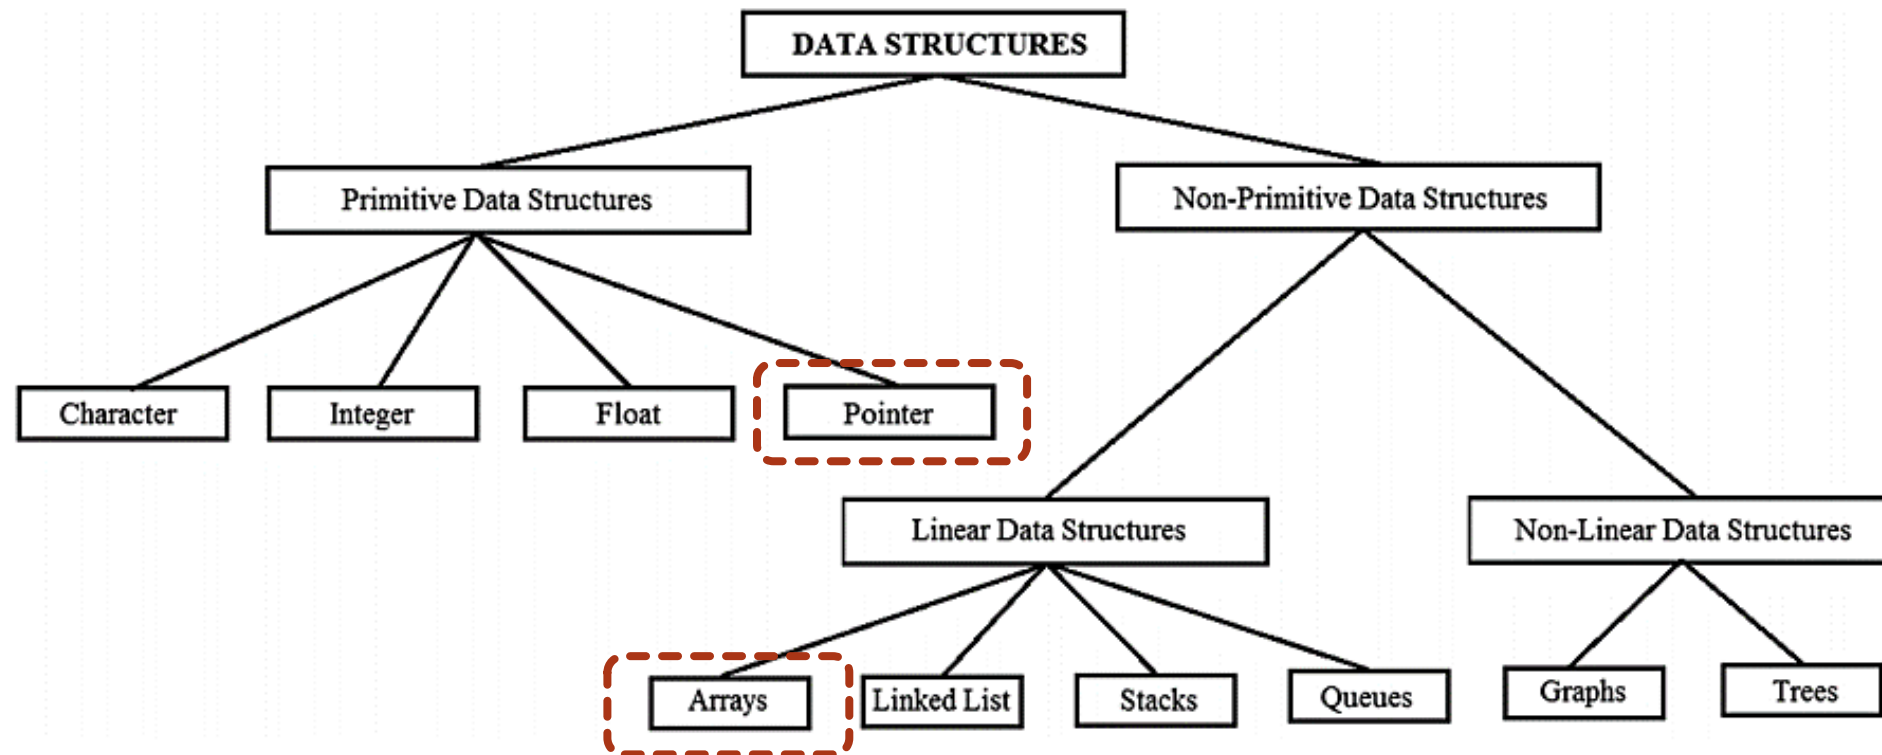 DATA STRUCTURES
Primitive Data Structures
Non-Primitive Data Structures
Character
Integer
Float
Pointer
Linear Data Structures
Non-Linear Data Structures
Arrays
Linked List
Stacks
Queues
Graphs
Trees